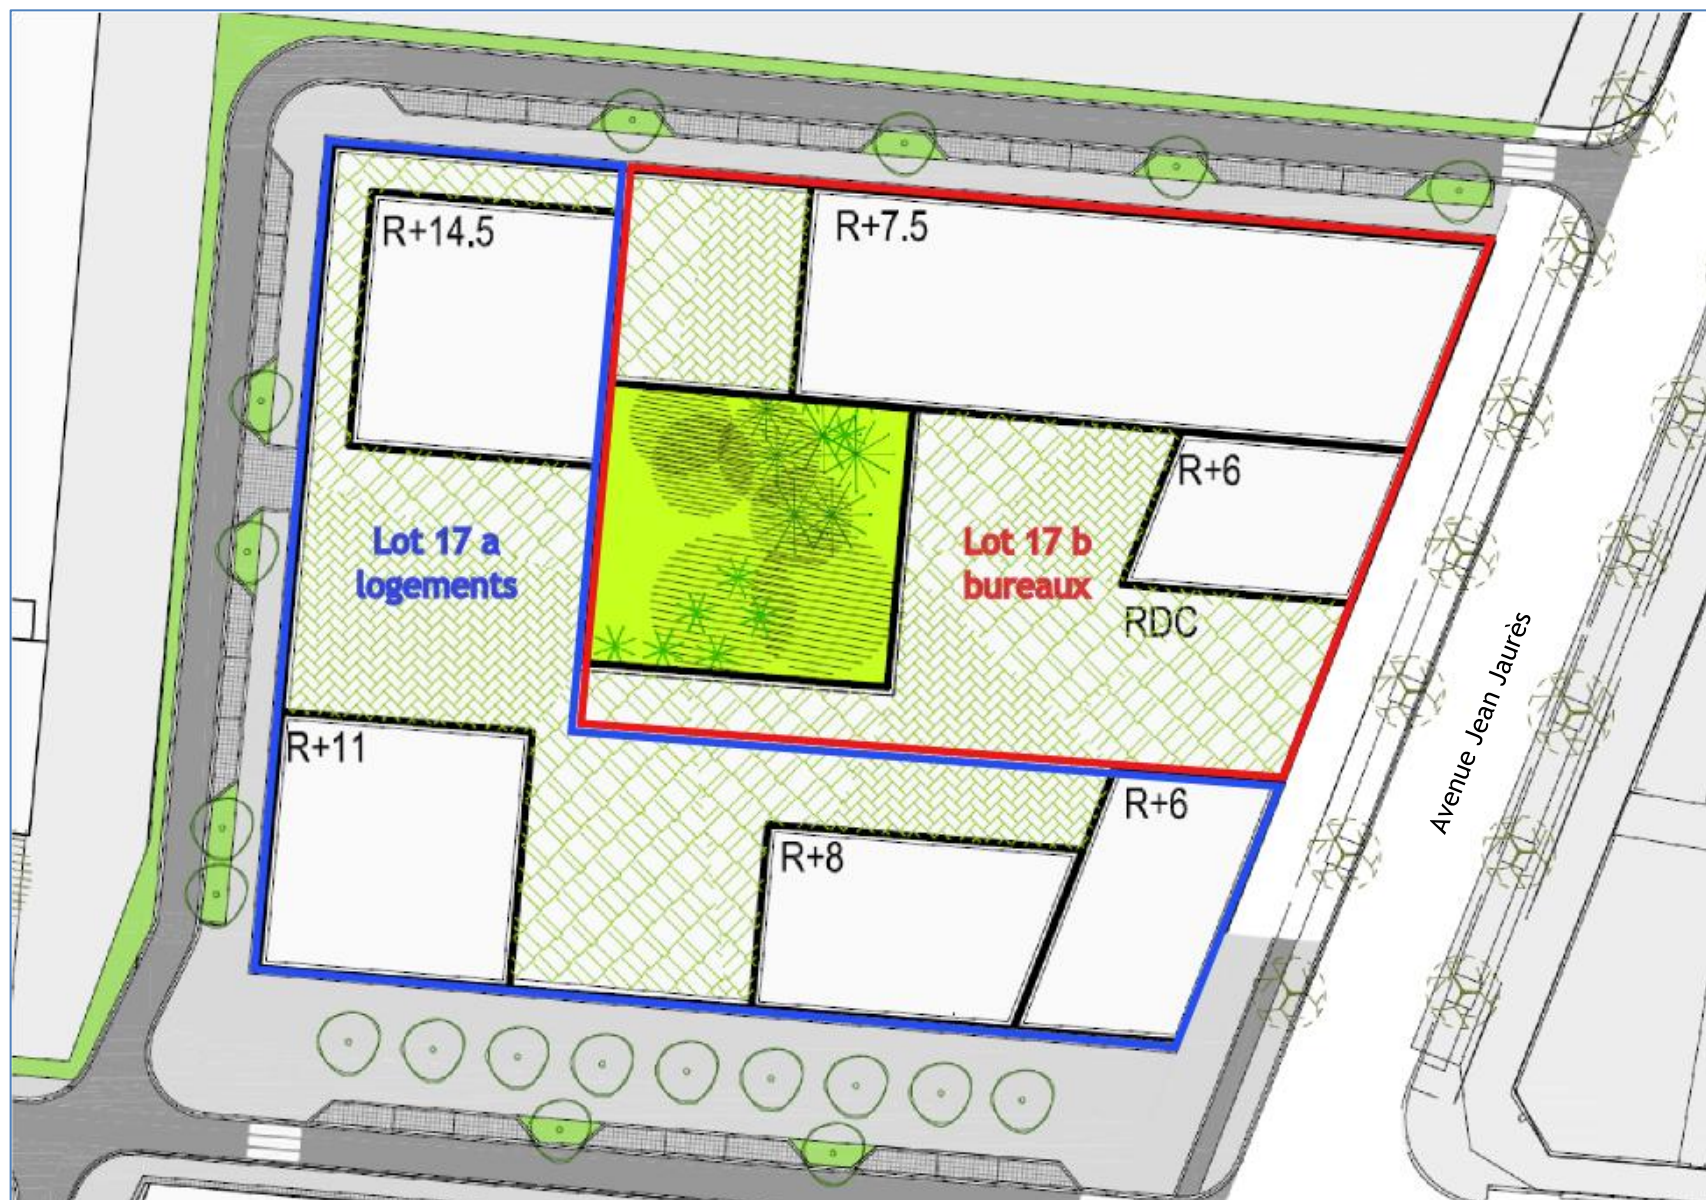 R+14.5
R+7.5
R+6
Lot 17 a
logements
Lot 17 b
bureaux
RDC
Avenue Jean Jaurès
R+11
R+6
R+8